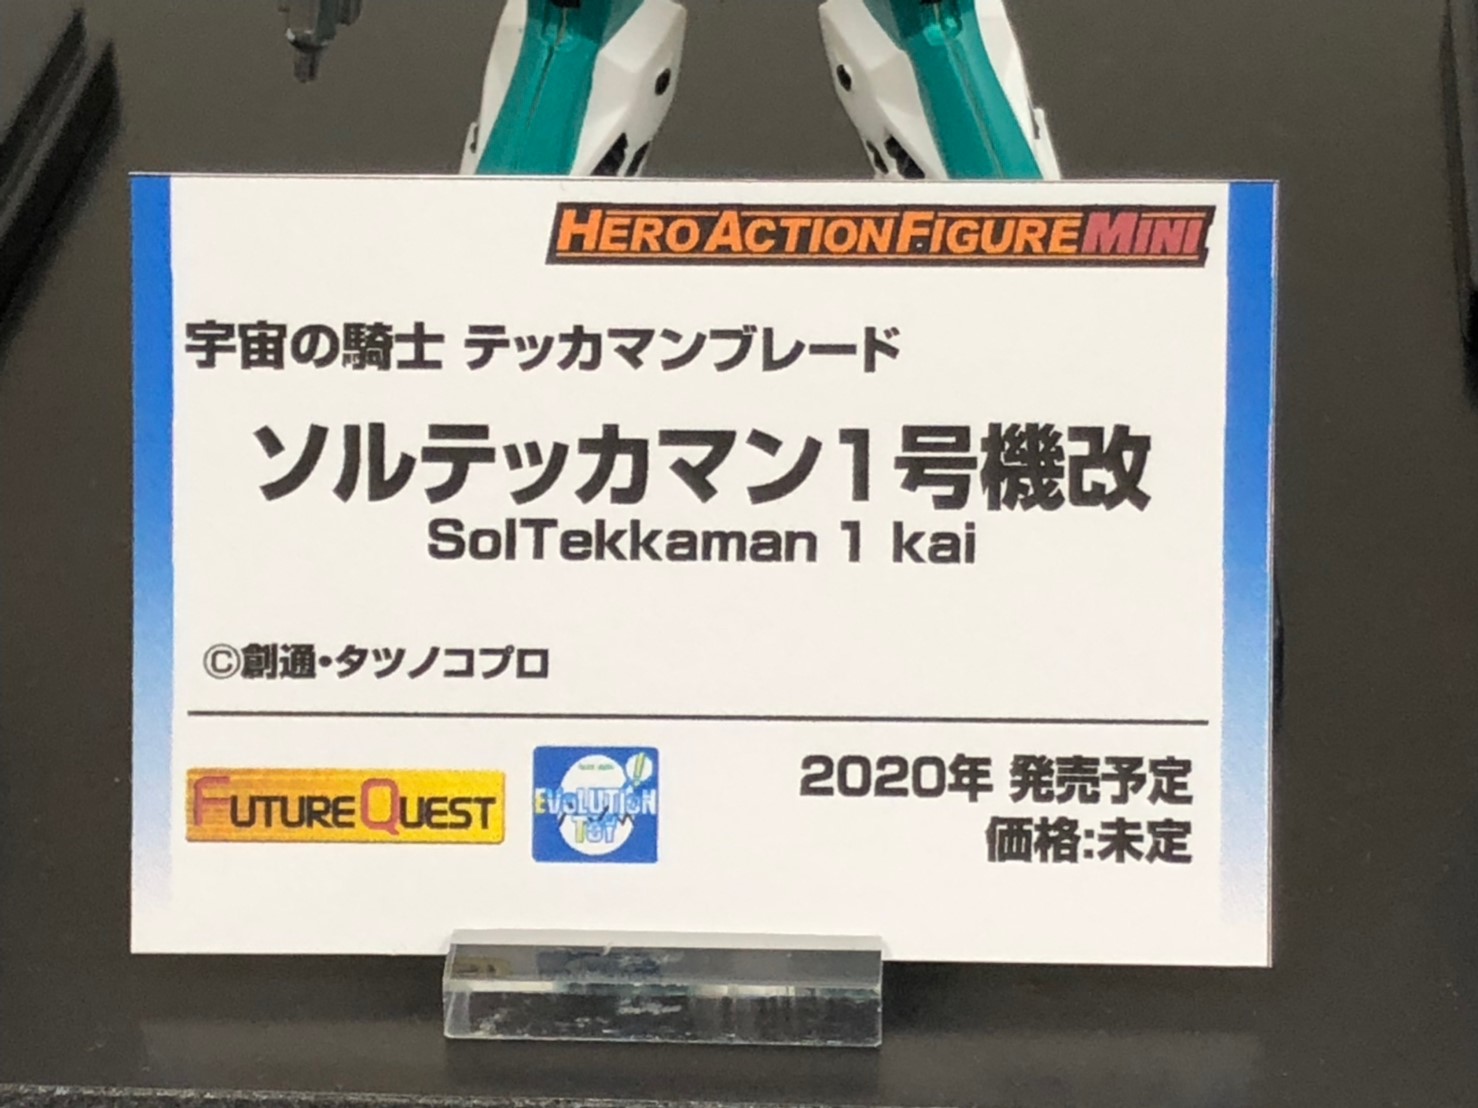 HERO ACTION FIGURE MINI
宇宙の騎士 テッカマンブレード
ソルテッカマン1号機改
SolTekkaman 1 kai
©創通・タツノコプロ
FUTURE QUEST
EVOLUTION
TOY
2020年 発売予定
価格:未定